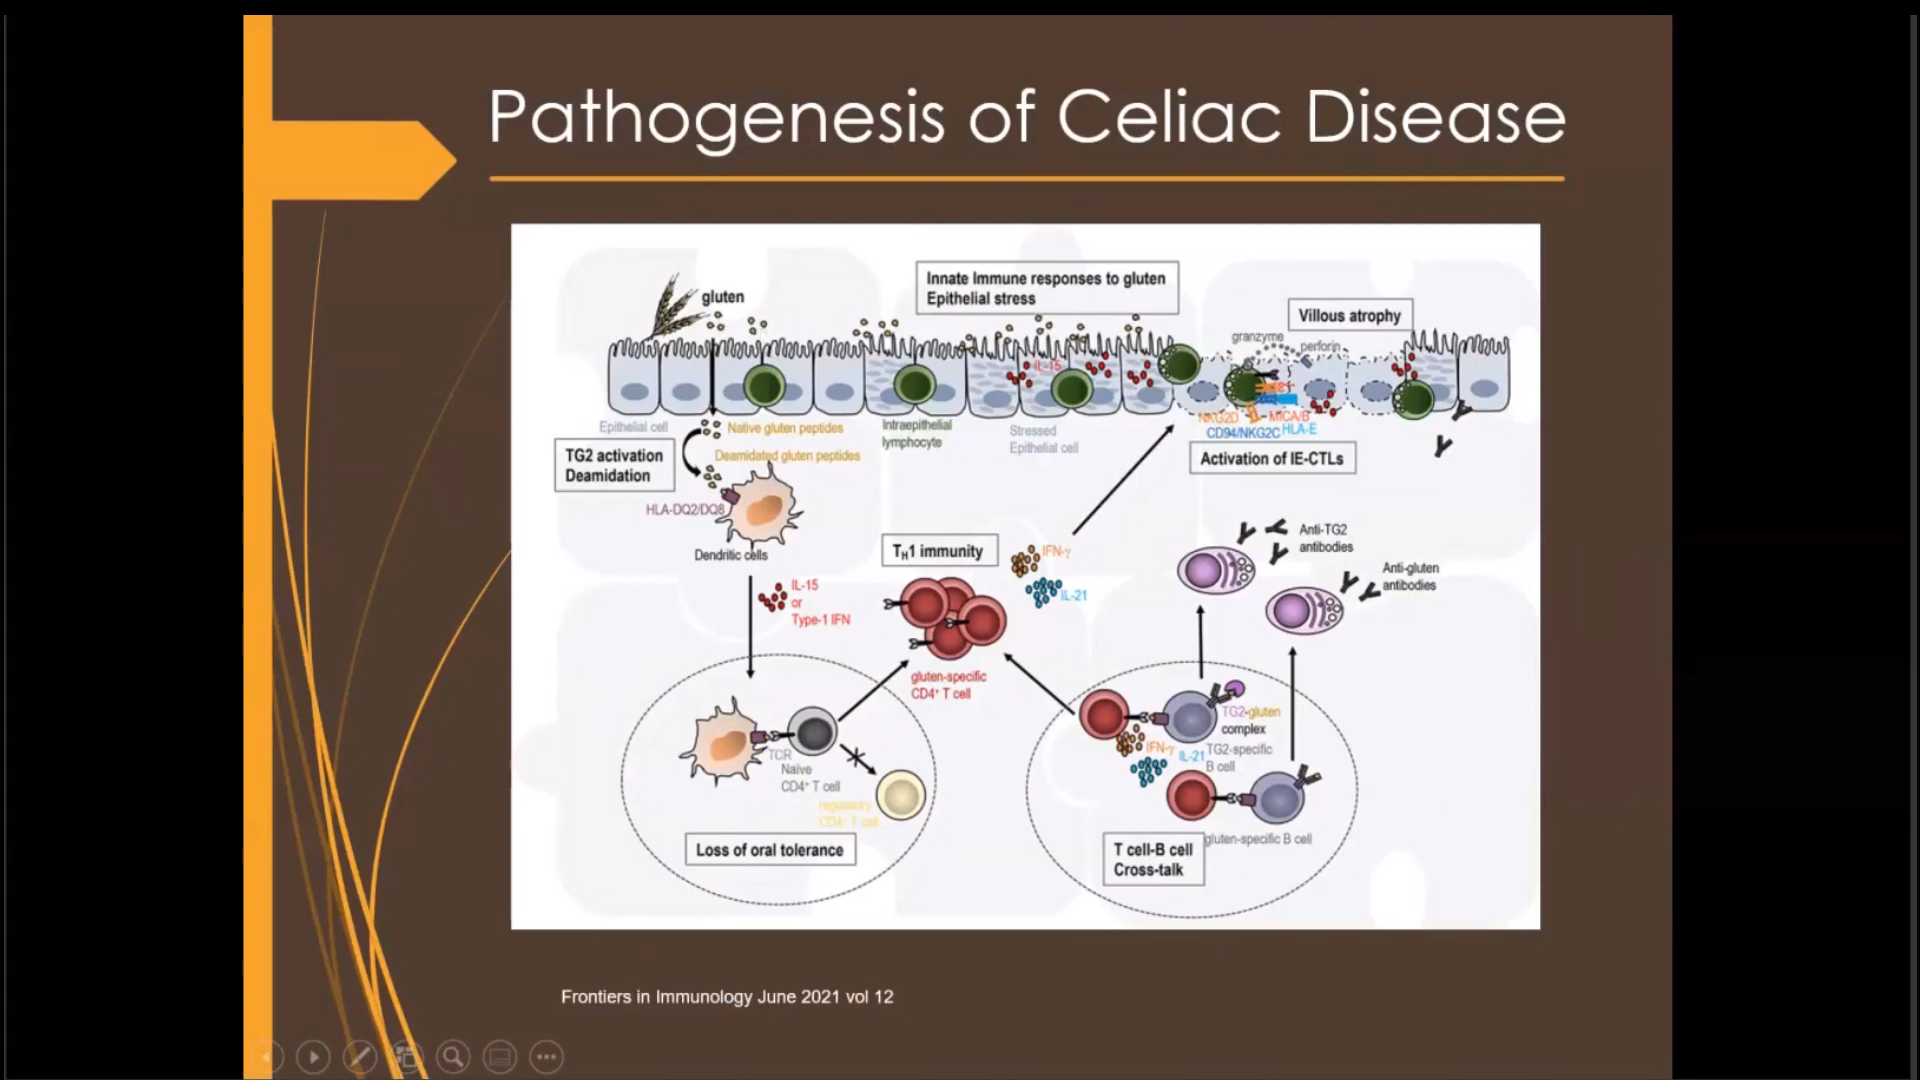 Pathogenesis of Celiac Disease
gluten
Innate Immune responses to gluten
Epithelial stress
Villous atrophy
granzyme
perforin
IL-15
NKG2D
MICA/B
CD94/NKG2C
HLA-E
Epithelial cell
Native gluten peptides
Intraepithelial
lymphocyte
Stressed
Epithelial cell
TG2 activation
Deamidation
Deamidated gluten peptides
Activation of IE-CTLs
HLA-DQ2/DQ8
Dendritic cells
TH1 immunity
IFN-γ
IL-21
Anti-TG2
antibodies
Anti-gluten
antibodies
IL-15
or
Type-1 IFN
gluten-specific
CD4+ T cell
TCR
Naïve
CD4+ T cell
regulatory
CD4+ T cell
Loss of oral tolerance
TG2-gluten
complex
IFN-γ
IL-21
TG2-specific
B cell
gluten-specific B cell
T cell-B cell
Cross-talk
Frontiers in Immunology June 2021 vol 12